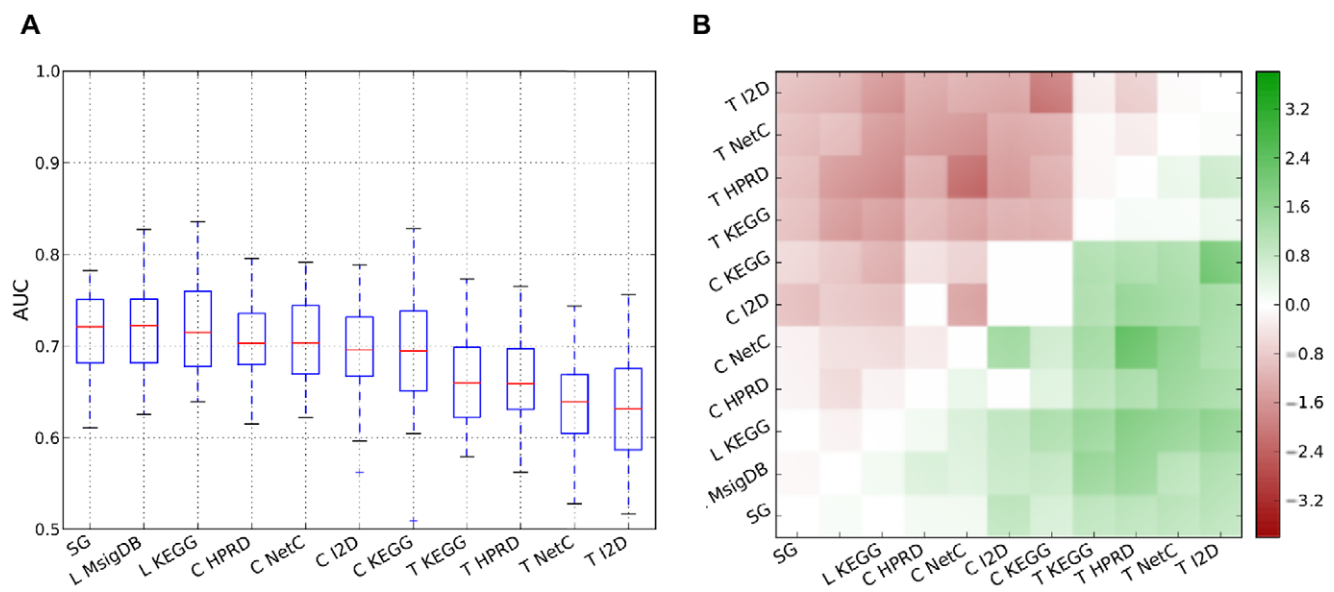 A
B
1.0
0.9
0.8
0.7
0.6
0.5
AUC
SG
L MsigDB
L KEGG
C HPRD
C NetC
C I2D
C KEGG
T KEGG
T HPRD
T NetC
T I2D
T I2D
T NetC
T HPRD
T KEGG
C KEGG
C I2D
C NetC
C HPRD
L KEGG
MsigDB
SG
SG
L KEGG
C HPRD
C NetC
C I2D
C KEGG
T KEGG
T HPRD
T NetC
T I2D
3.2
2.4
1.6
0.8
0.0
−0.8
−1.6
−2.4
−3.2